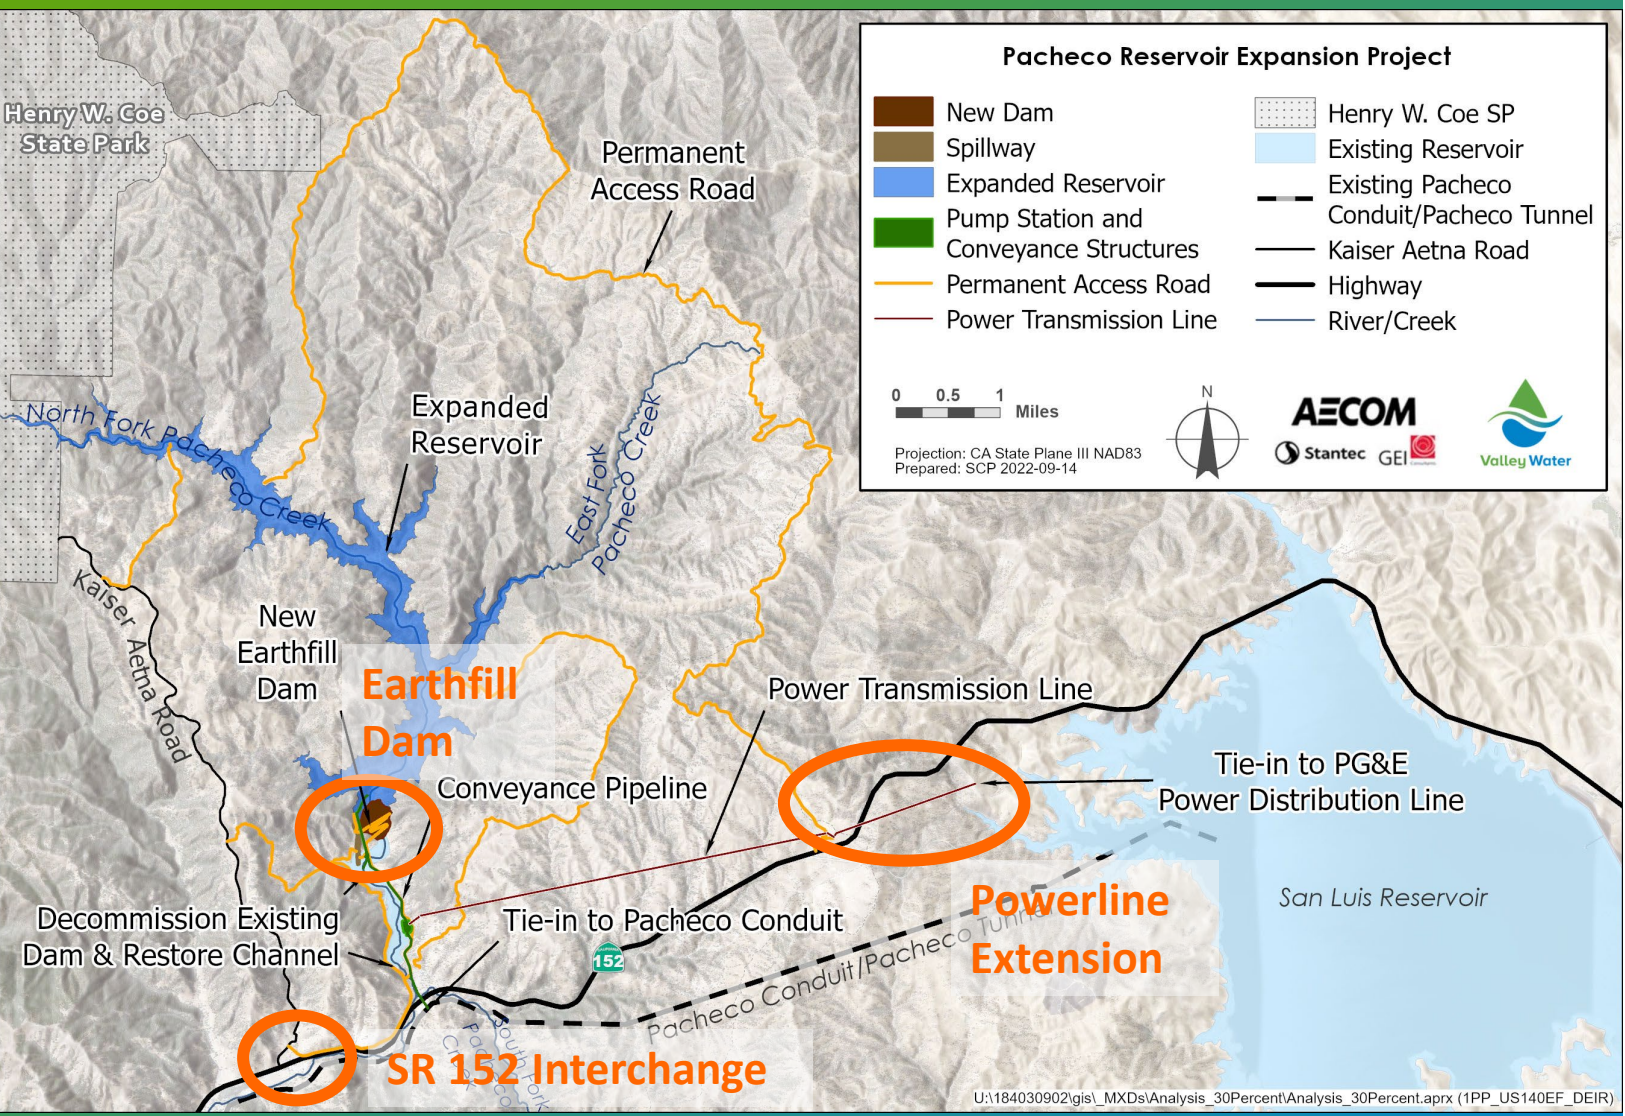 Pacheco Reservoir Expansion Project
New Dam
Spillway
Expanded Reservoir
Pump Station and
Conveyance Structures
Permanent Access Road
Power Transmission Line
Henry W. Coe SP
Existing Reservoir
Existing Pacheco
Conduit/Pacheco Tunnel
Kaiser Aetna Road
Highway
River/Creek
0 0.5 1
Miles
Projection: CA State Plane III NAD83
Prepared: SCP 2022-09-14
N
AECOM
Stantec
GEI
Valley Water
Henry W. Coe
State Park
Permanent
Access Road
Expanded
Reservoir
North Fork Pacheco Creek
East Fork
Pacheco Creek
Kaiser Aetna Road
New
Earthfill
Dam
Earthfill
Dam
Power Transmission Line
Conveyance Pipeline
Tie-in to PG&E
Power Distribution Line
San Luis Reservoir
Powerline
Extension
Decommission Existing
Dam & Restore Channel
Tie-in to Pacheco Conduit
CALIFORNIA
152
Pacheco Conduit/Pacheco Tunnel
South Fork
Pacheco
Creek
SR 152 Interchange
U:\184030902\gis\_MXDs\Analysis_30Percent\Analysis_30Percent.aprx (1PP_US140EF_DEIR)